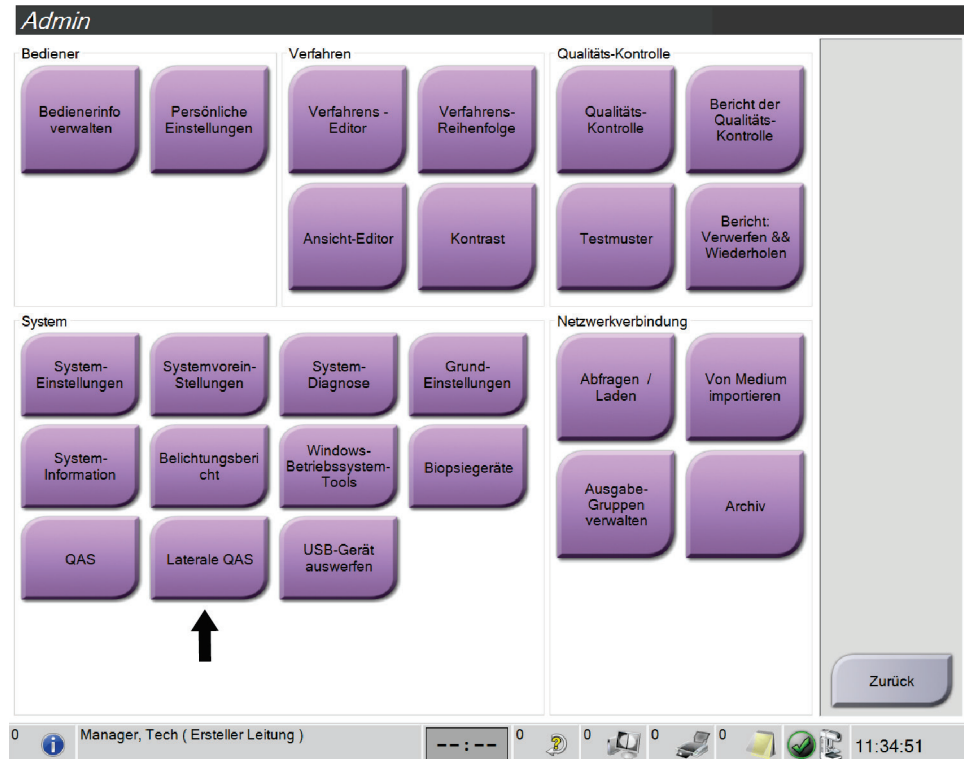 Admin
Bediener
Bedienerinfo
verwalten
Persönliche
Einstellungen
Verfahren
Verfahrens -
Editor
Verfahrens-
Reihenfolge
Ansicht-Editor
Kontrast
Qualitäts-Kontrolle
Qualitäts-
Kontrolle
Bericht der
Qualitäts-
Kontrolle
Testmuster
Bericht:
Verwerfen &&
Wiederholen
System
System-
Einstellungen
Systemvorein-
Stellungen
System-
Diagnose
Grund-
Einstellungen
System-
Information
Belichtungsberi
cht
Windows-
Betriebssystem-
Tools
Biopsiegeräte
QAS
Laterale QAS
USB-Gerät
auswerfen
Netzwerkverbindung
Abfragen /
Laden
Von Medium
importieren
Ausgabe-
Gruppen
verwalten
Archiv
Zurück
0
Manager, Tech ( Ersteller Leitung )
--:--
0
0
0
0
11:34:51